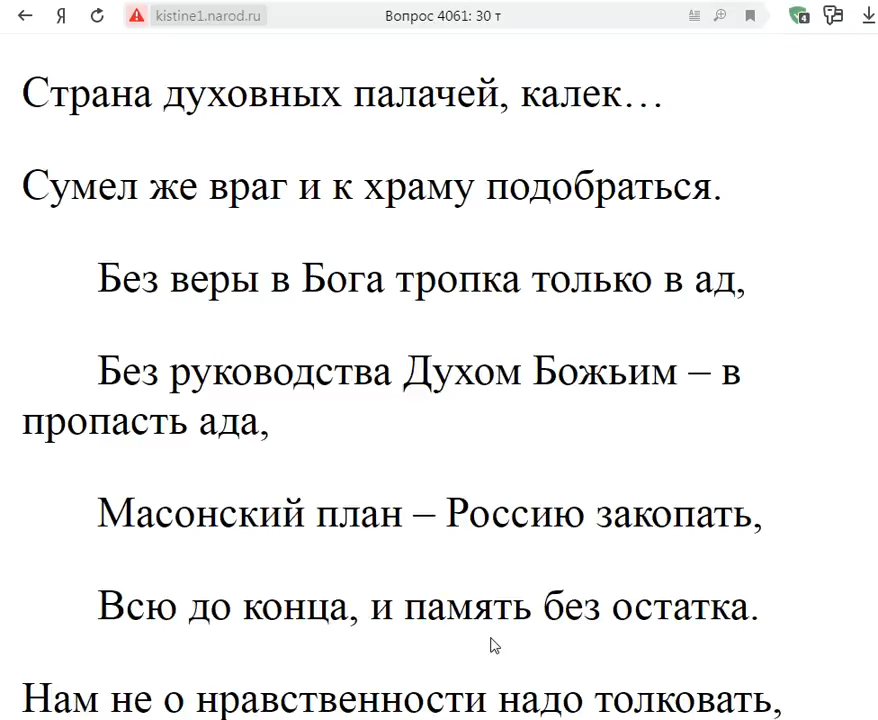 Я kistine1.narod.ru Вопрос 4061: 30 т 4
Страна духовных палачей, калек…
Сумел же враг и к храму подобраться.
Без веры в Бога тропка только в ад,
Без руководства Духом Божьим – в
пропасть ада,
Масонский план – Россию закопать,
Всю до конца, и память без остатка.
Нам не о нравственности надо толковать,